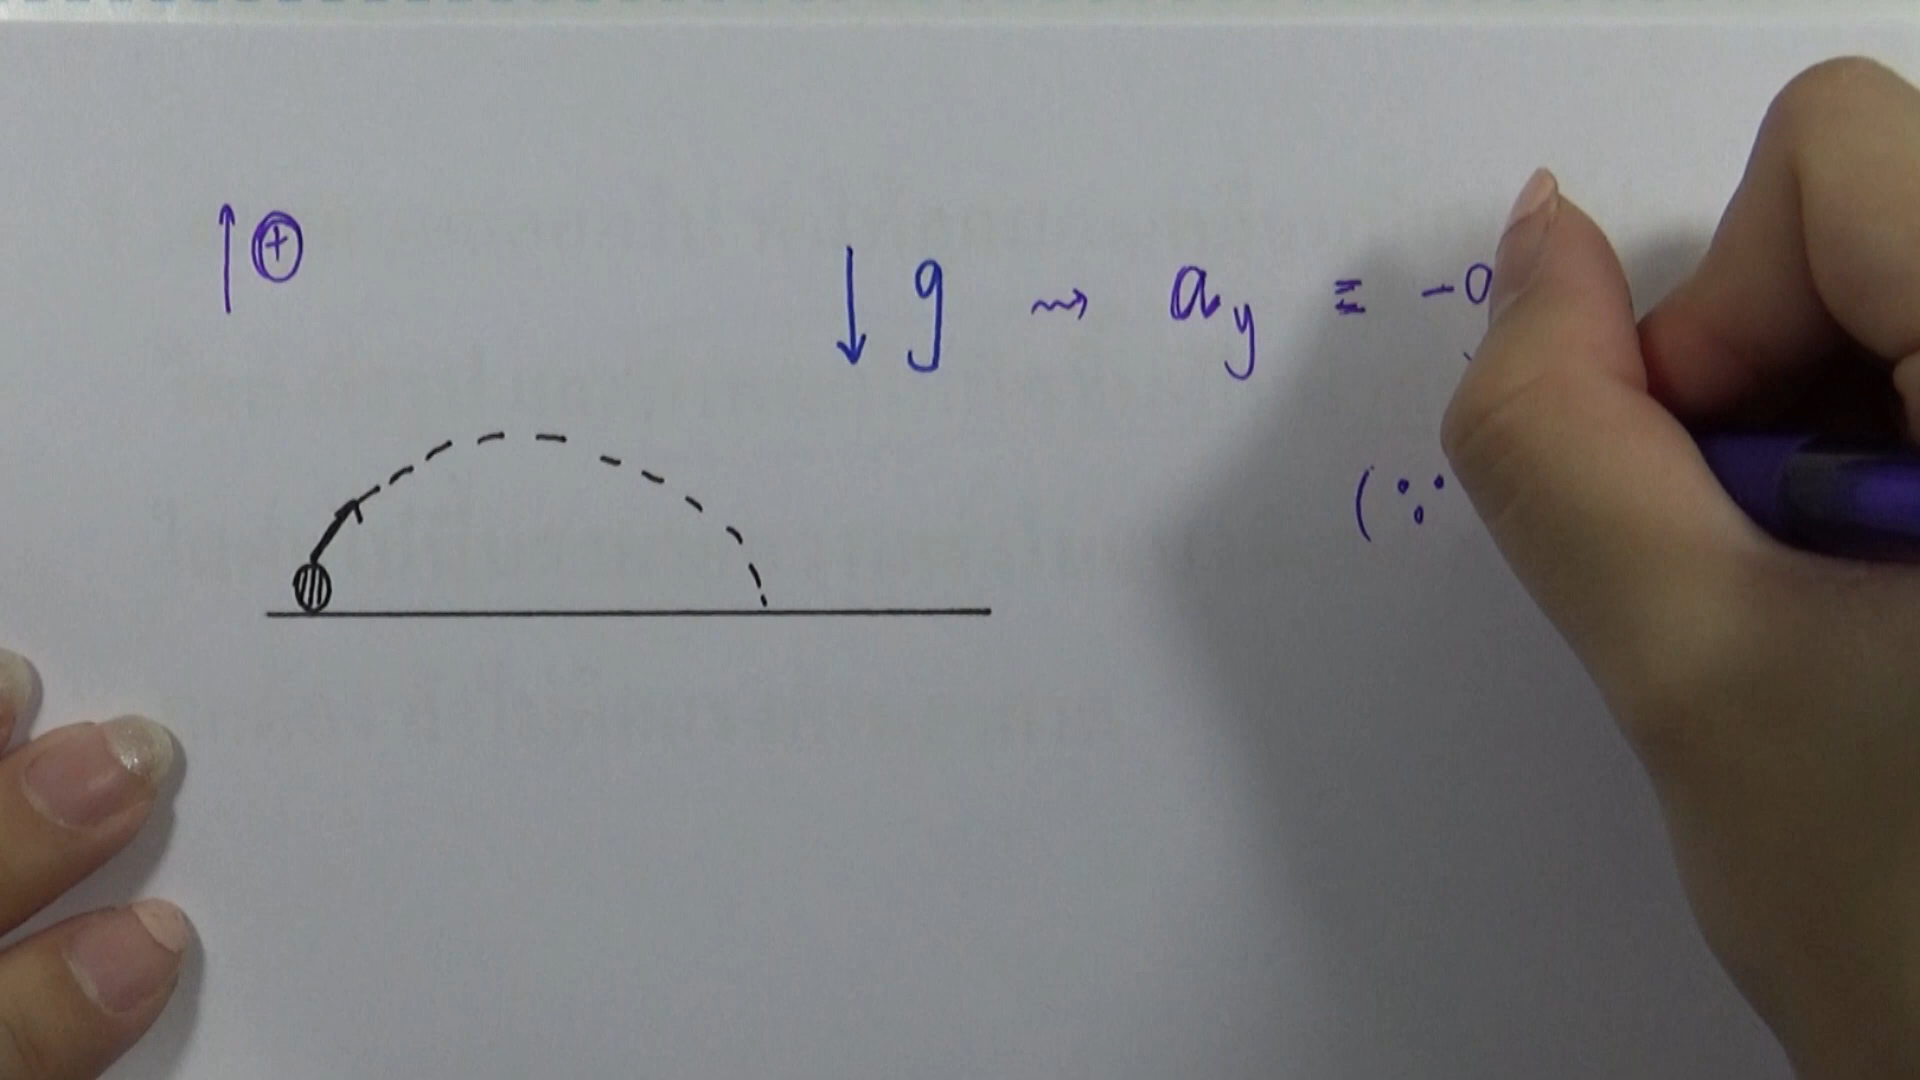 ↑ ⊕ ↓ g ⇝ a_y = -g
(∵